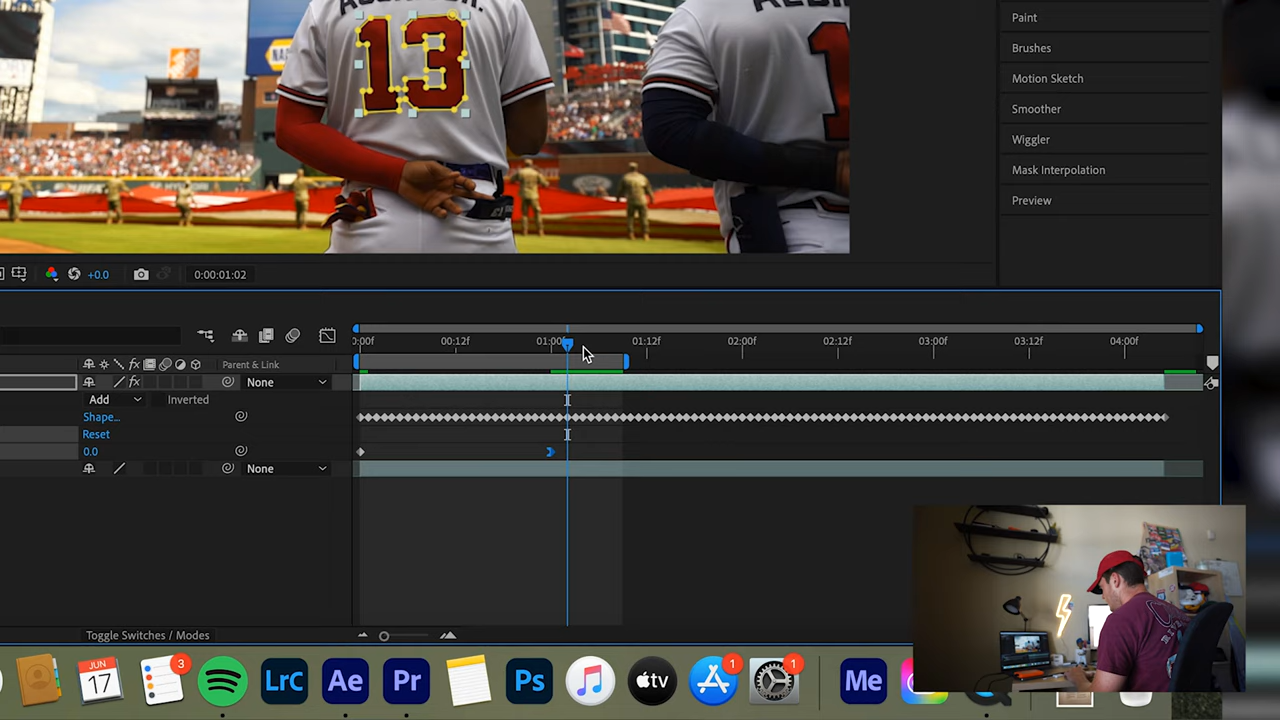 13
NA
1
Paint
Brushes
Motion Sketch
Smoother
Wiggler
Mask Interpolation
Preview
+0.0
0:00:01:02
:00f 00:12f 01:00f 01:12f 02:00f 02:12f 03:00f 03:12f 04:00f
Parent & Link
None
Add Inverted
Shape...
Reset
0.0
None
Toggle Switches / Modes
JUN
17
3
LrC
Ae
Pr
Ps
tv
1
1
Me